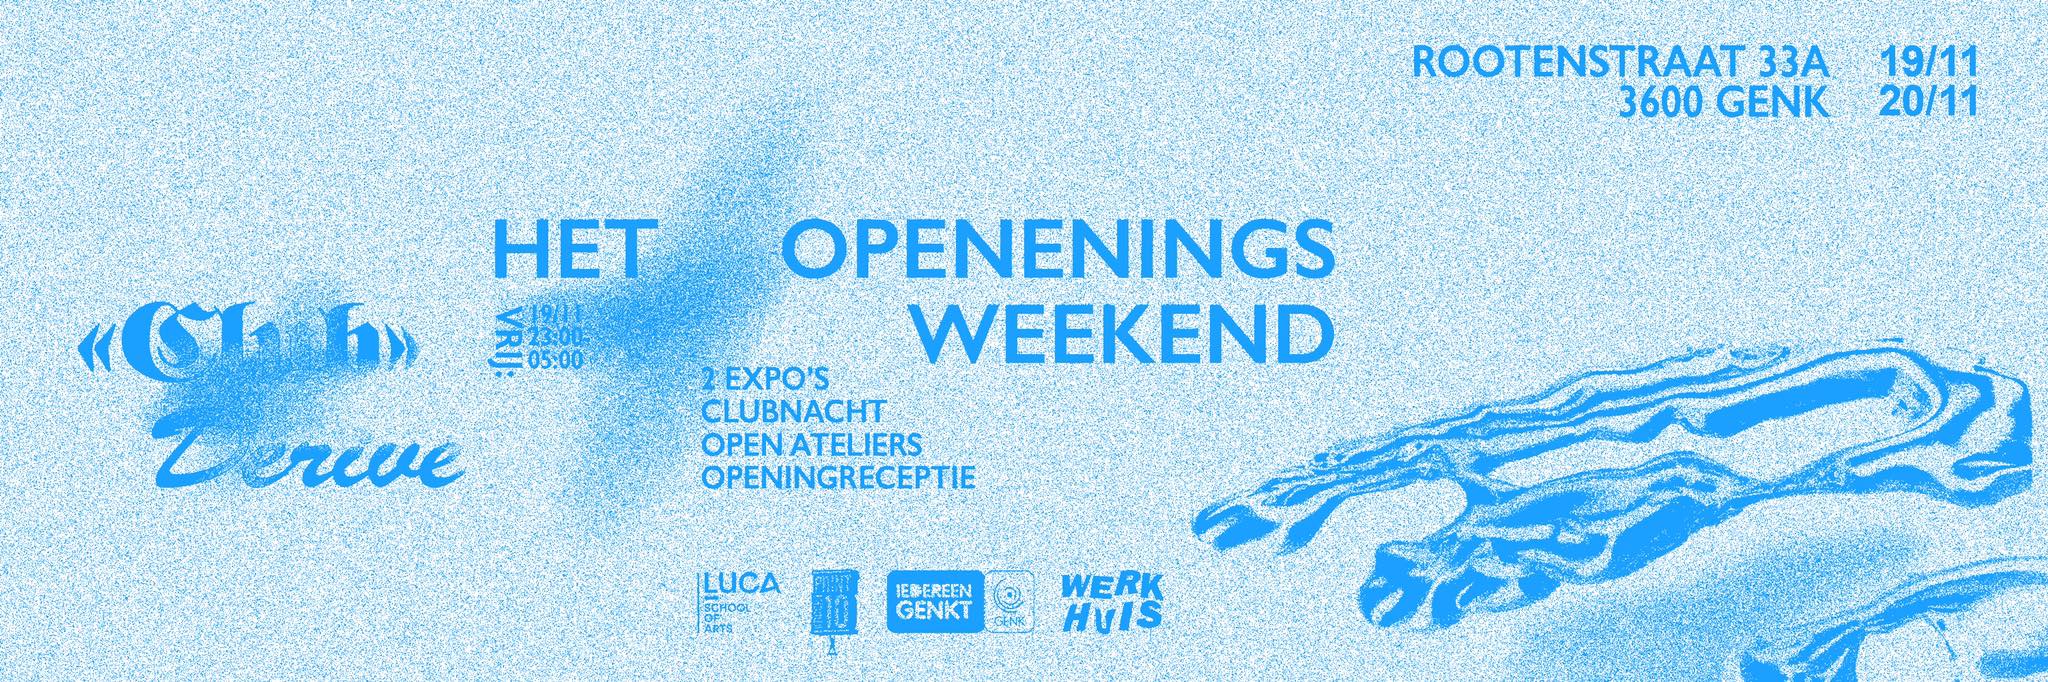 ROOTENSTRAAT 33A 19/11
3600 GENK 20/11
HET OPENENINGS
WEEKEND
«Club»
Derive
VRIJ:
19/11
23:00-
05:00
2 EXPO'S
CLUBNACHT
OPEN ATELIERS
OPENINGRECEPTIE
LUCA
SCHOOL
OF
ARTS
10
IEDEREEN
GENKT
GENK
WERK
HUIS